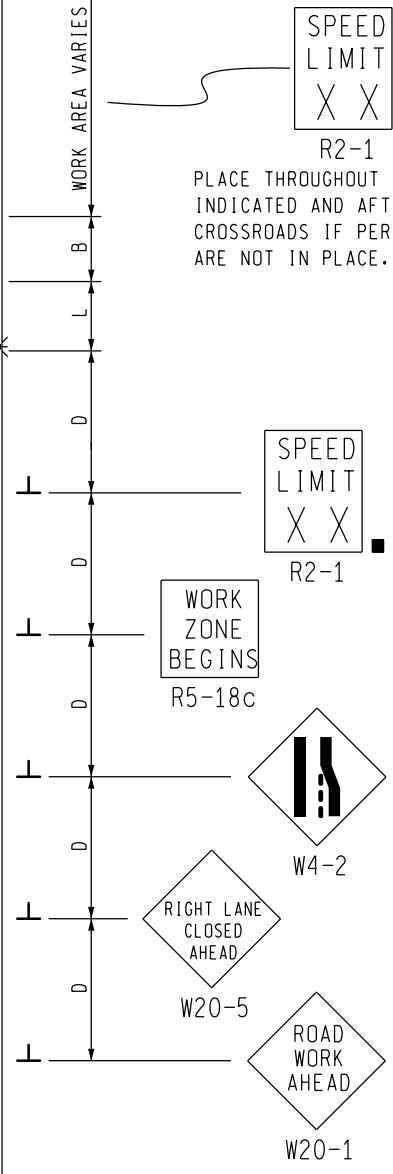 WORK AREA VARIES
SPEED
LIMIT
X X
R2-1
PLACE THROUGHOUT
INDICATED AND AFT
CROSSROADS IF PER
ARE NOT IN PLACE.
B
L
D
SPEED
LIMIT
X X
R2-1
D
WORK
ZONE
BEGINS
R5-18c
D
W4-2
D
RIGHT LANE
CLOSED
AHEAD
W20-5
D
ROAD
WORK
AHEAD
W20-1